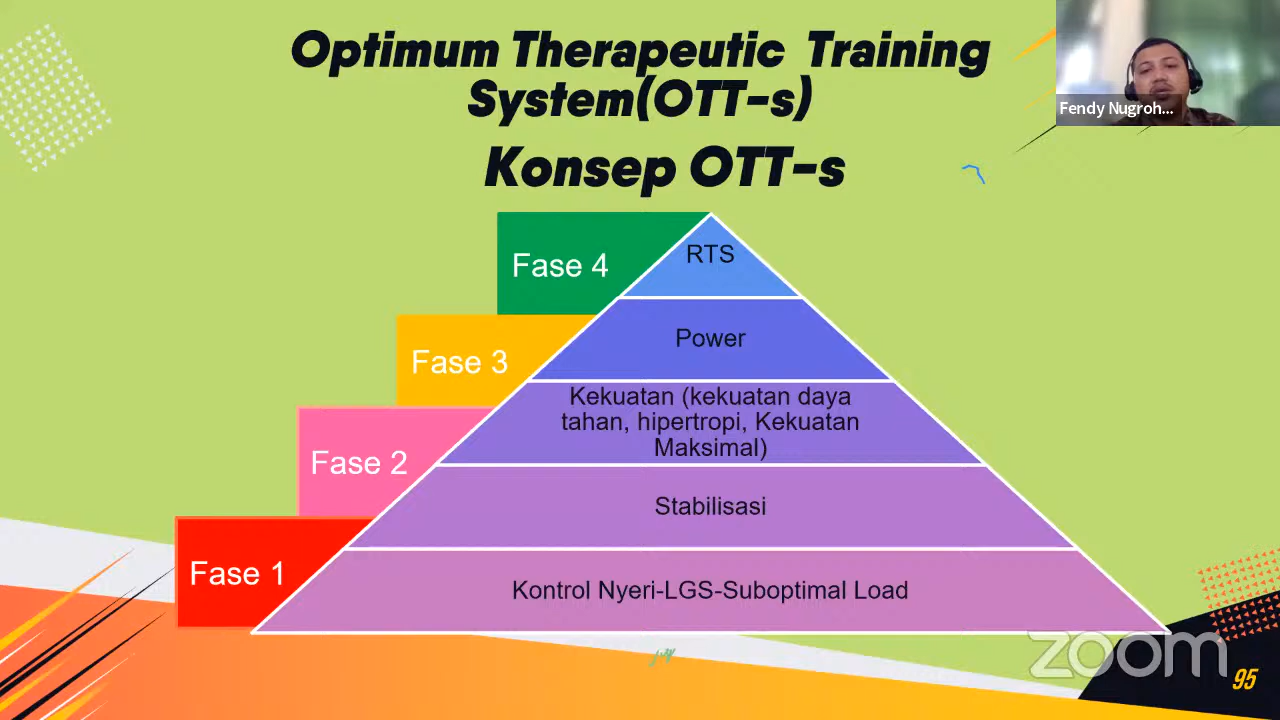 Optimum Therapeutic Training
System(OTT-s)
Konsep OTT-s
Fendy Nugroh...
Fase 4
RTS
Fase 3
Power
Kekuatan (kekuatan daya
tahan, hipertropi, Kekuatan
Maksimal)
Fase 2
Stabilisasi
Fase 1
Kontrol Nyeri-LGS-Suboptimal Load
zoom
95